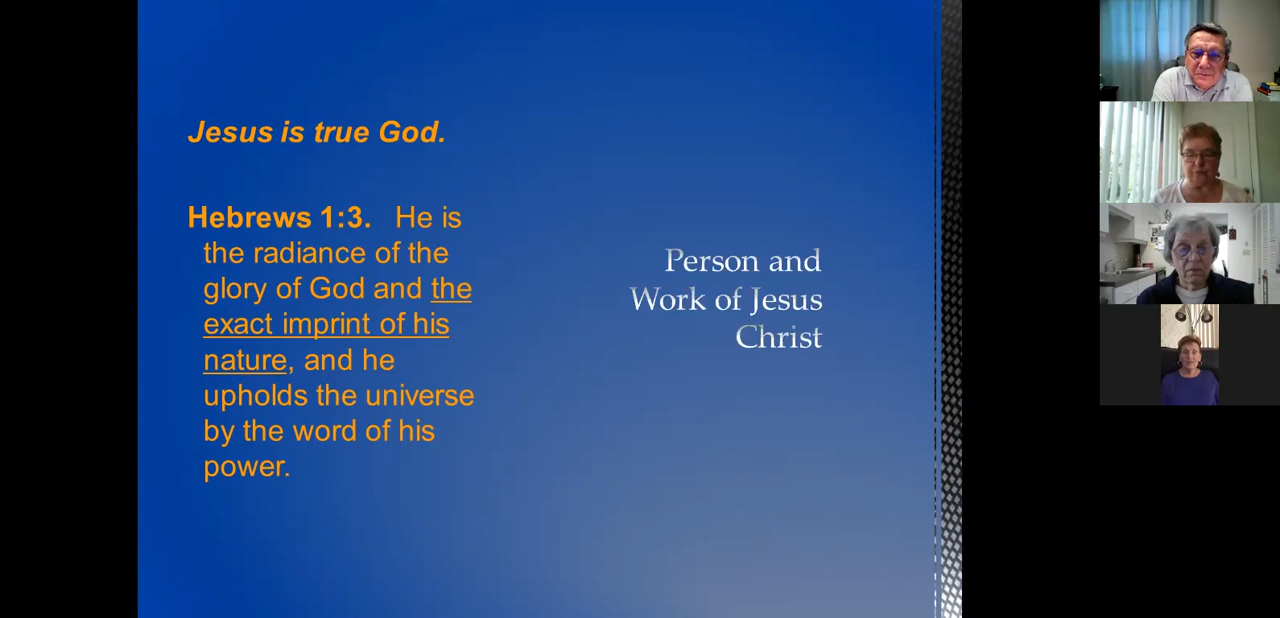 Jesus is true God.
Hebrews 1:3. He is
the radiance of the
glory of God and the
exact imprint of his
nature, and he
upholds the universe
by the word of his
power.
Person and
Work of Jesus
Christ